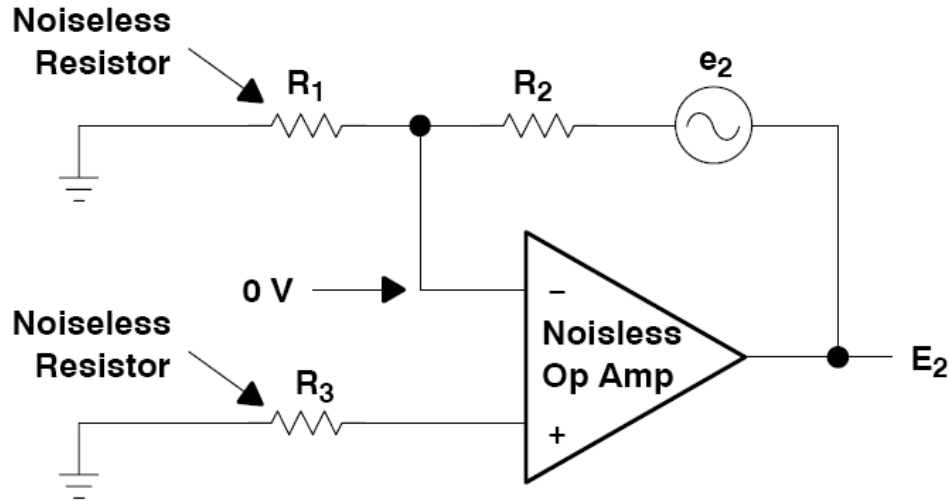 Noiseless
Resistor
R1
R2
e2
0 V
Noiseless
Resistor
R3
–
Noisless
Op Amp
+
E2